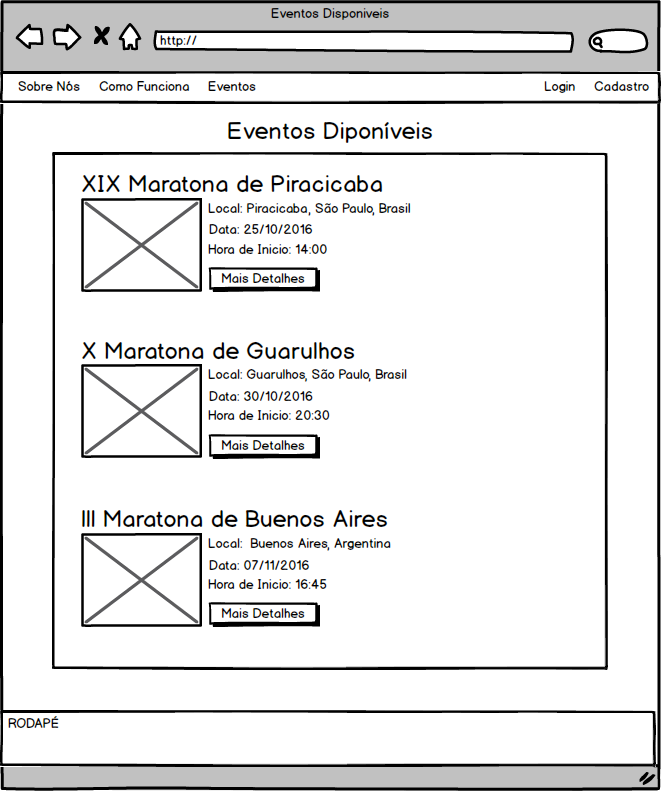 Eventos Disponiveis
http://
Sobre Nós Como Funciona Eventos Login Cadastro
Eventos Diponíveis
XIX Maratona de Piracicaba
Local: Piracicaba, São Paulo, Brasil
Data: 25/10/2016
Hora de Inicio: 14:00
Mais Detalhes
X Maratona de Guarulhos
Local: Guarulhos, São Paulo, Brasil
Data: 30/10/2016
Hora de Inicio: 20:30
Mais Detalhes
III Maratona de Buenos Aires
Local: Buenos Aires, Argentina
Data: 07/11/2016
Hora de Inicio: 16:45
Mais Detalhes
RODAPÉ